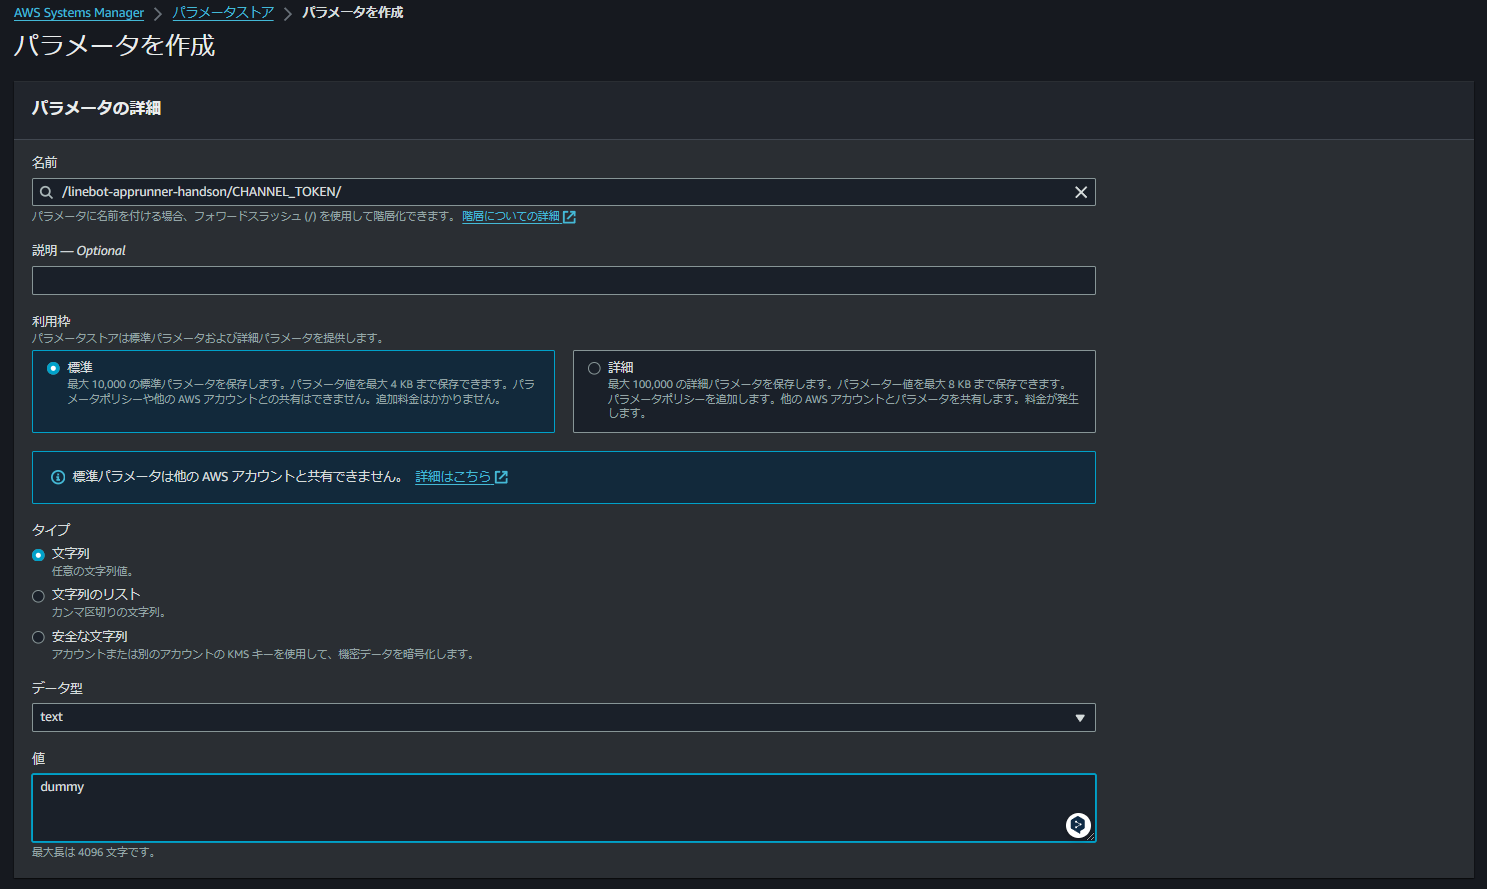 AWS Systems Manager > パラメータストア > パラメータを作成
パラメータを作成
パラメータの詳細
名前
/linebot-apprunner-handson/CHANNEL_TOKEN/
パラメータに名前を付ける場合、フォワードスラッシュ (/) を使用して階層化できます。 階層についての詳細
説明 — Optional
利用枠
パラメータストアは標準パラメータおよび詳細パラメータを提供します。
標準
最大 10,000 の標準パラメータを保存します。パラメータ値を最大 4 KB まで保存できます。パラ
メータポリシーや他の AWS アカウントとの共有はできません。追加料金はかかりません。
詳細
最大 100,000 の詳細パラメータを保存します。パラメーター値を最大 8 KB まで保存できます。
パラメータポリシーを追加します。他の AWS アカウントとパラメータを共有します。料金が発生
します。
標準パラメータは他の AWS アカウントと共有できません。 詳細はこちら
タイプ
文字列
任意の文字列値。
文字列のリスト
カンマ区切りの文字列。
安全な文字列
アカウントまたは別のアカウントの KMS キーを使用して、機密データを暗号化します。
データ型
text
値
dummy
最大長は 4096 文字です。